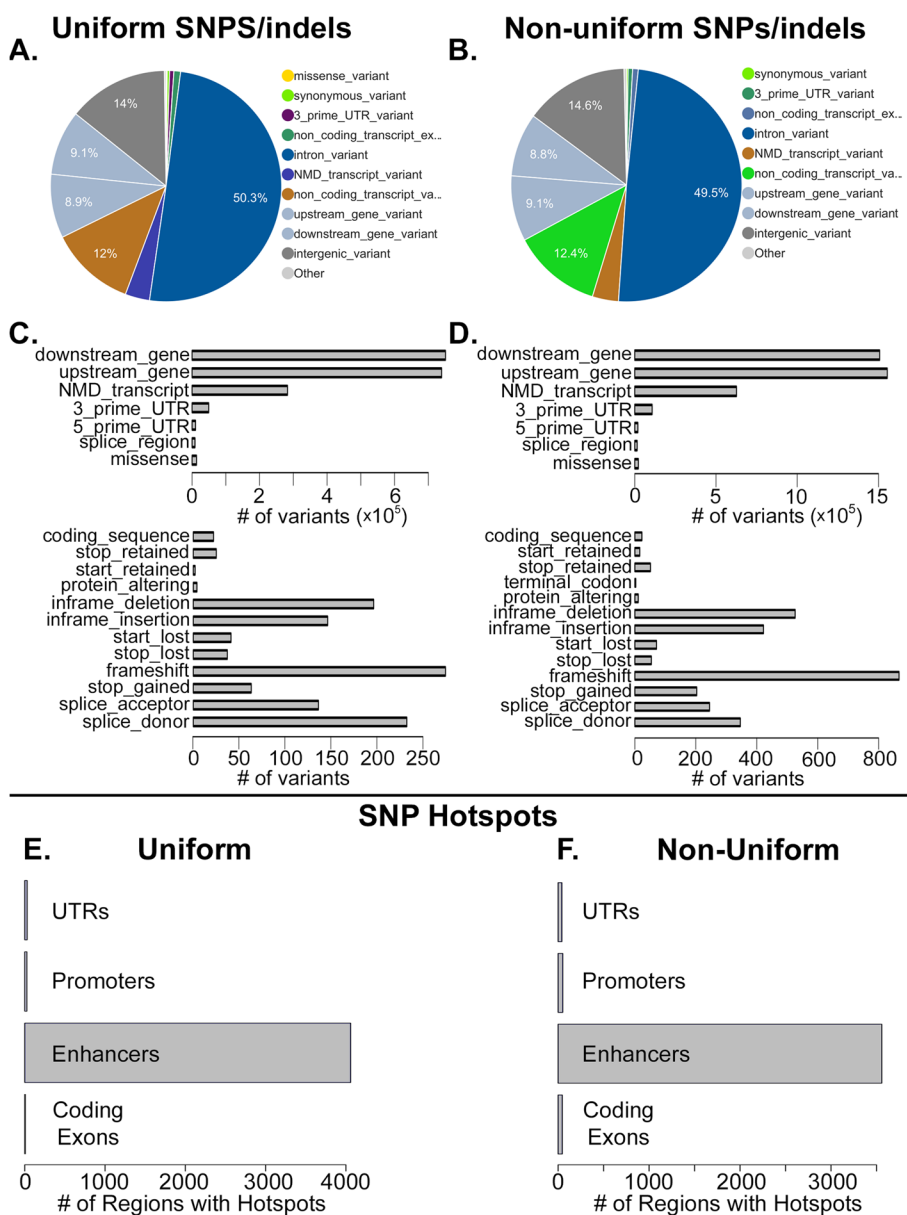 Uniform SNPS/indels
Non-uniform SNPs/indels
A.
14%
9.1%
8.9%
12%
50.3%
missense_variant
synonymous_variant
3_prime_UTR_variant
non_coding_transcript_ex..
intron_variant
NMD_transcript_variant
non_coding_transcript_va..
upstream_gene_variant
downstream_gene_variant
intergenic_variant
Other
B.
14.6%
8.8%
9.1%
12.4%
49.5%
synonymous_variant
3_prime_UTR_variant
non_coding_transcript_ex..
intron_variant
NMD_transcript_variant
non_coding_transcript_va..
upstream_gene_variant
downstream_gene_variant
intergenic_variant
Other
C.
downstream_gene
upstream_gene
NMD_transcript
3_prime_UTR
5_prime_UTR
splice_region
missense
0 2 4 6
# of variants (×10⁵)
coding_sequence
stop_retained
start_retained
protein_altering
inframe_deletion
inframe_insertion
start_lost
stop_lost
frameshift
stop_gained
splice_acceptor
splice_donor
0 50 100 150 200 250
# of variants
D.
downstream_gene
upstream_gene
NMD_transcript
3_prime_UTR
5_prime_UTR
splice_region
missense
0 5 10 15
# of variants (×10⁵)
coding_sequence
start_retained
stop_retained
terminal_codon
protein_altering
inframe_deletion
inframe_insertion
start_lost
stop_lost
frameshift
stop_gained
splice_acceptor
splice_donor
0 200 400 600 800
# of variants
SNP Hotspots
E.
Uniform
UTRs
Promoters
Enhancers
Coding
Exons
0 1000 2000 3000 4000
# of Regions with Hotspots
F.
Non-Uniform
UTRs
Promoters
Enhancers
Coding
Exons
0 1000 2000 3000
# of Regions with Hotspots